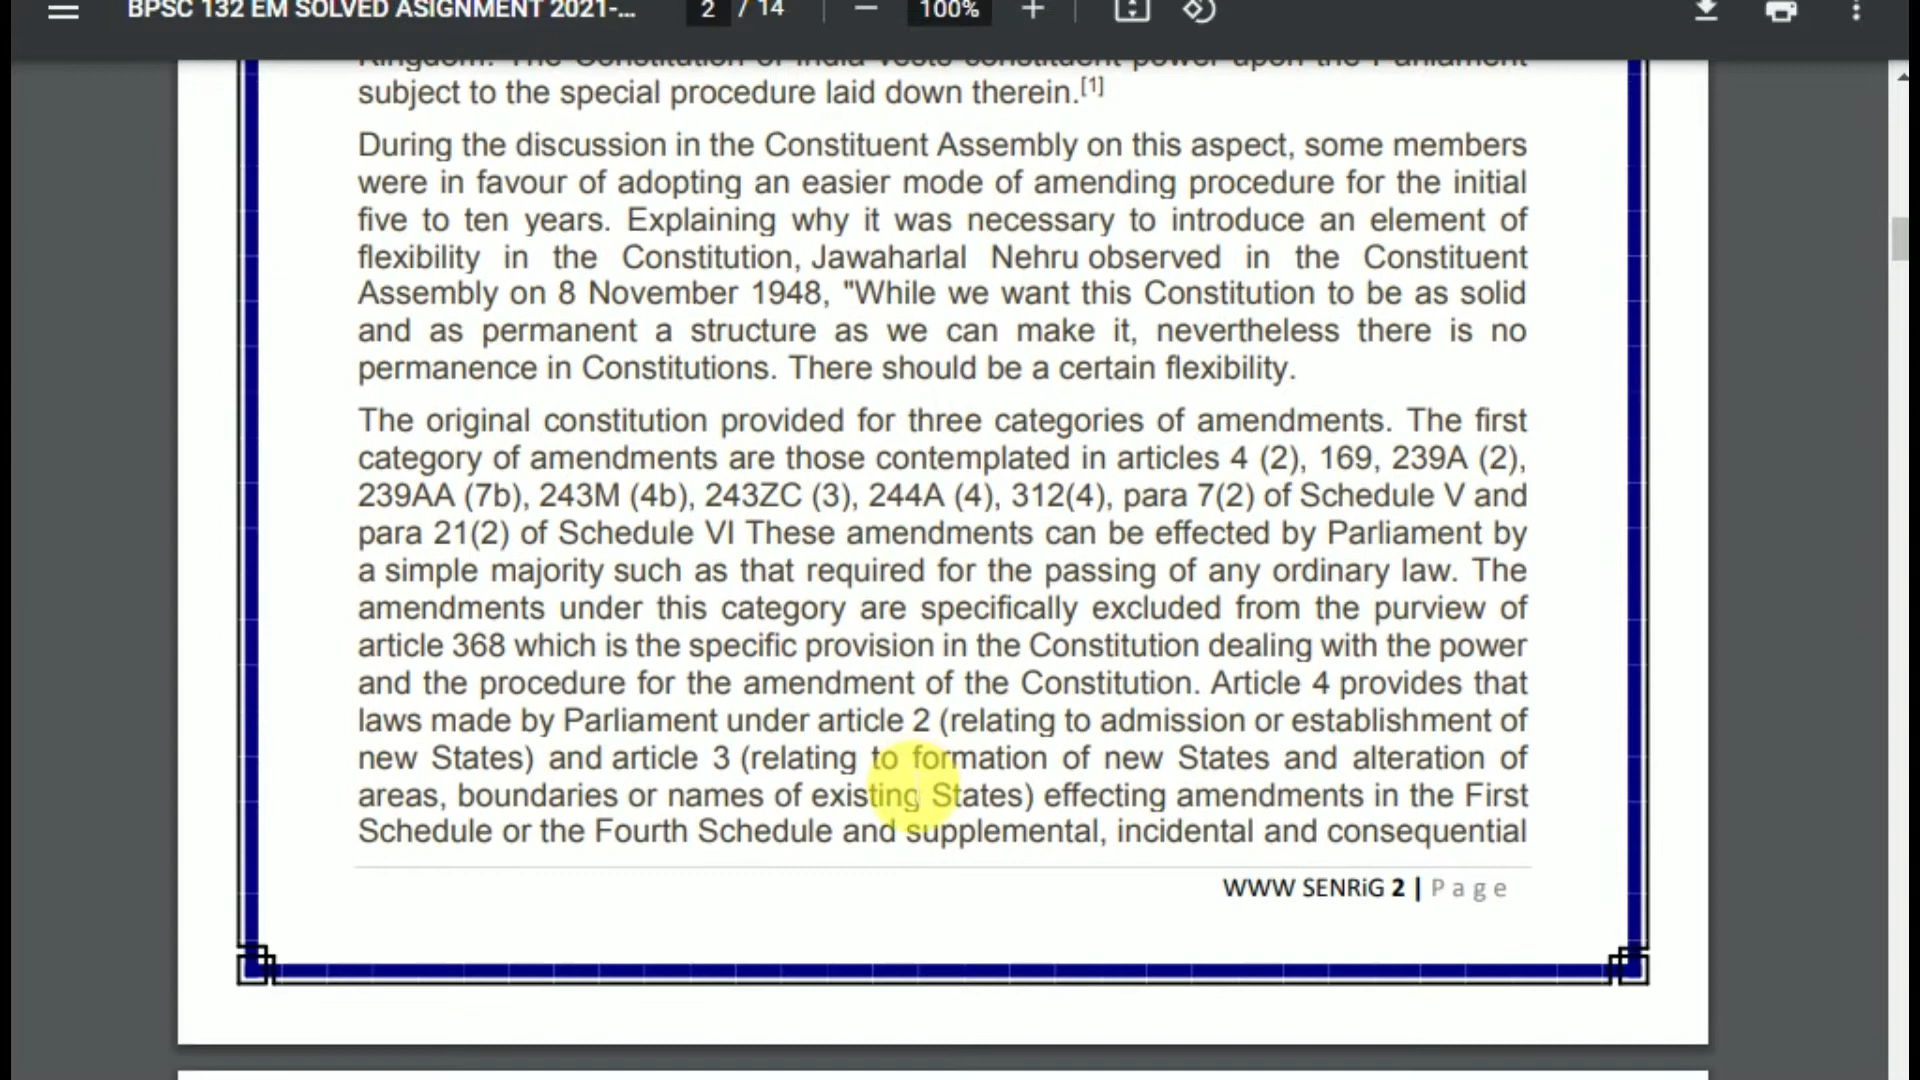 BPSC 132 EM SOLVED ASIGNMENT 2021-... 2 / 14 100%
Kingdom. The Constitution of India vests constituent power upon the Parliament
subject to the special procedure laid down therein.[1]
During the discussion in the Constituent Assembly on this aspect, some members
were in favour of adopting an easier mode of amending procedure for the initial
five to ten years. Explaining why it was necessary to introduce an element of
flexibility in the Constitution, Jawaharlal Nehru observed in the Constituent
Assembly on 8 November 1948, "While we want this Constitution to be as solid
and as permanent a structure as we can make it, nevertheless there is no
permanence in Constitutions. There should be a certain flexibility.
The original constitution provided for three categories of amendments. The first
category of amendments are those contemplated in articles 4 (2), 169, 239A (2),
239AA (7b), 243M (4b), 243ZC (3), 244A (4), 312(4), para 7(2) of Schedule V and
para 21(2) of Schedule VI These amendments can be effected by Parliament by
a simple majority such as that required for the passing of any ordinary law. The
amendments under this category are specifically excluded from the purview of
article 368 which is the specific provision in the Constitution dealing with the power
and the procedure for the amendment of the Constitution. Article 4 provides that
laws made by Parliament under article 2 (relating to admission or establishment of
new States) and article 3 (relating to formation of new States and alteration of
areas, boundaries or names of existing States) effecting amendments in the First
Schedule or the Fourth Schedule and supplemental, incidental and consequential
WWW SENRiG 2 | Page